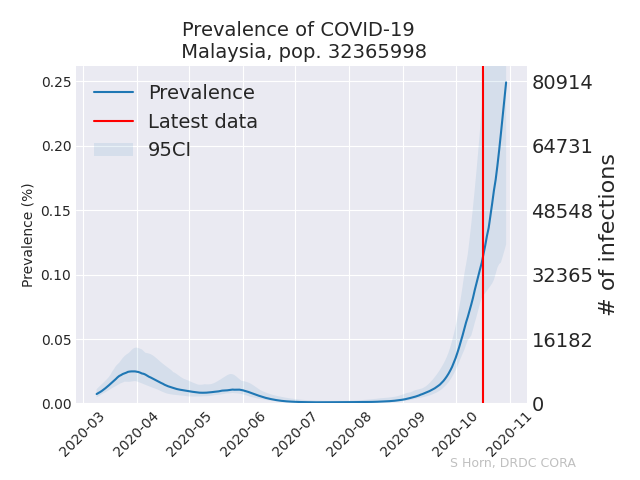 Prevalence of COVID-19
Malaysia, pop. 32365998
Prevalence
Latest data
95CI
Prevalence (%)
0.25
0.20
0.15
0.10
0.05
0.00
80914
64731
48548
32365
16182
0
# of infections
2020-03
2020-04
2020-05
2020-06
2020-07
2020-08
2020-09
2020-10
2020-11
S Horn, DRDC CORA